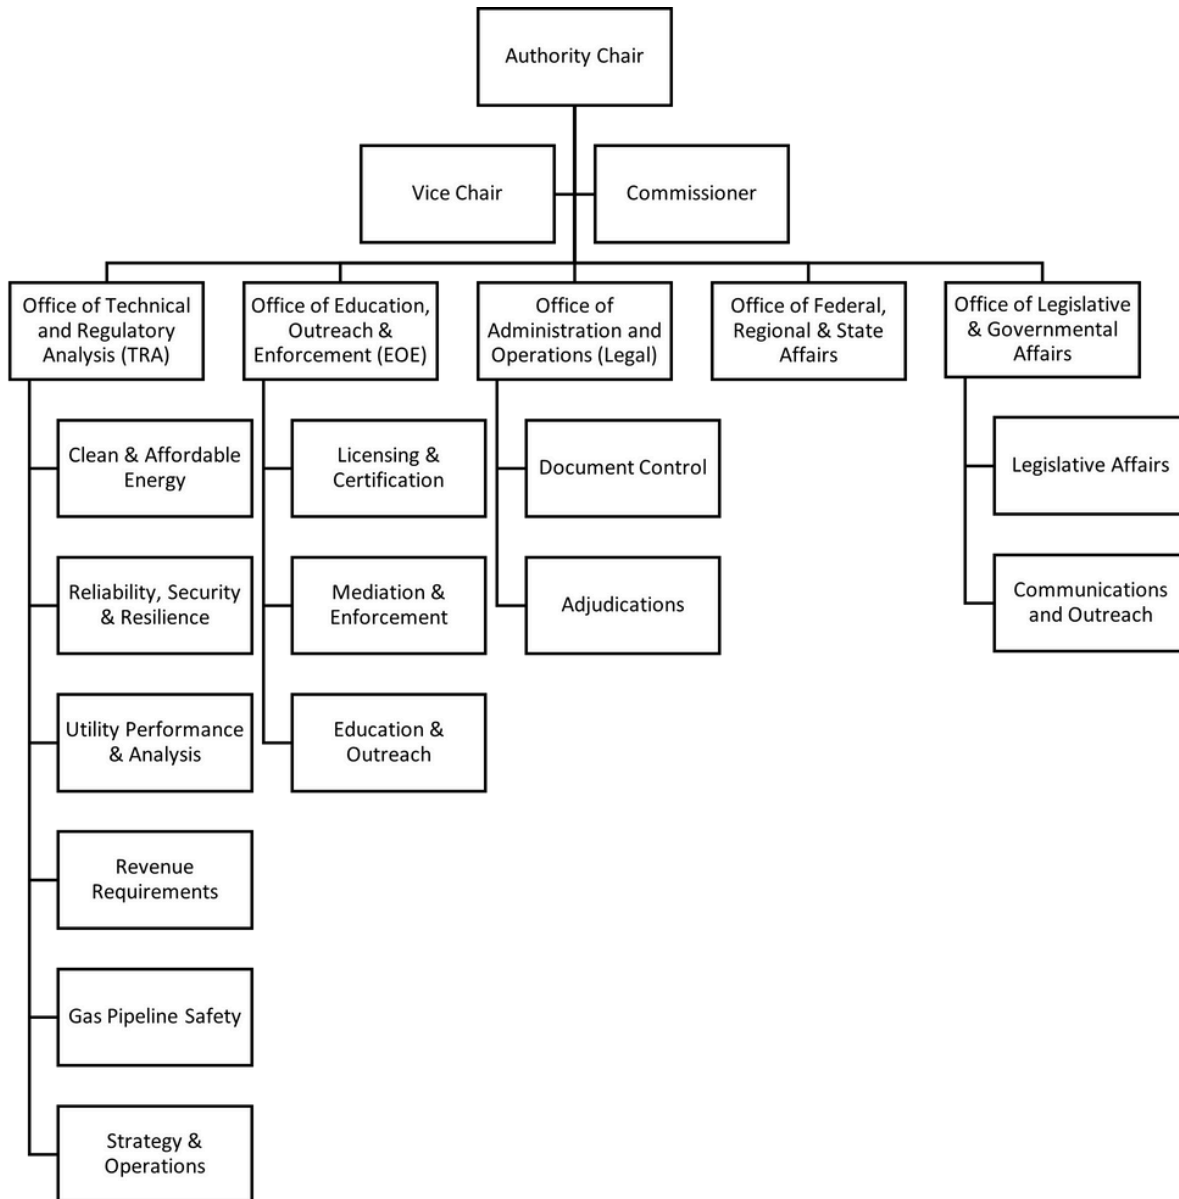 Authority Chair
Vice Chair
Commissioner
Office of Technical
and Regulatory
Analysis (TRA)
Office of Education,
Outreach &
Enforcement (EOE)
Office of
Administration and
Operations (Legal)
Office of Federal,
Regional & State
Affairs
Office of Legislative
& Governmental
Affairs
Clean & Affordable
Energy
Reliability, Security
& Resilience
Utility Performance
& Analysis
Revenue
Requirements
Gas Pipeline Safety
Strategy &
Operations
Licensing &
Certification
Mediation &
Enforcement
Education &
Outreach
Document Control
Adjudications
Legislative Affairs
Communications
and Outreach